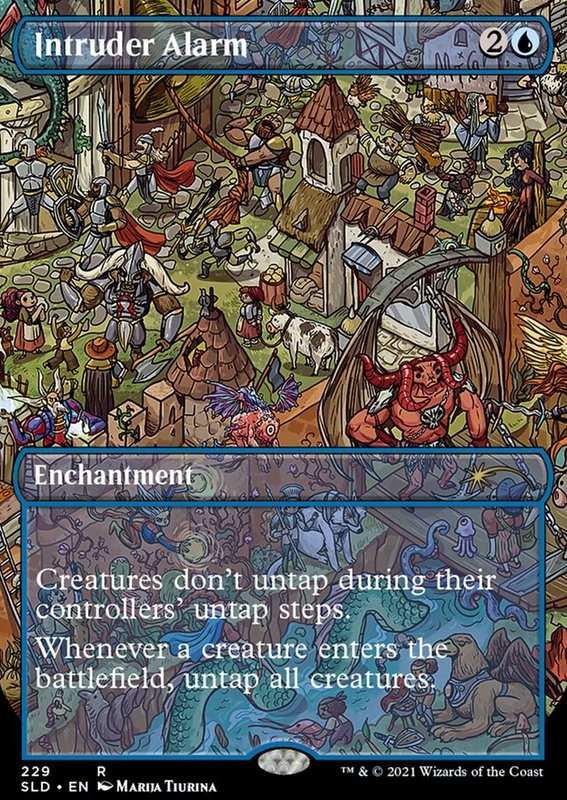 Intruder Alarm 2
Enchantment
Creatures don't untap during their
controllers' untap steps.
Whenever a creature enters the
battlefield, untap all creatures.
229 R
SLD • EN Marija Tiurina
™ & © 2021 Wizards of the Coast